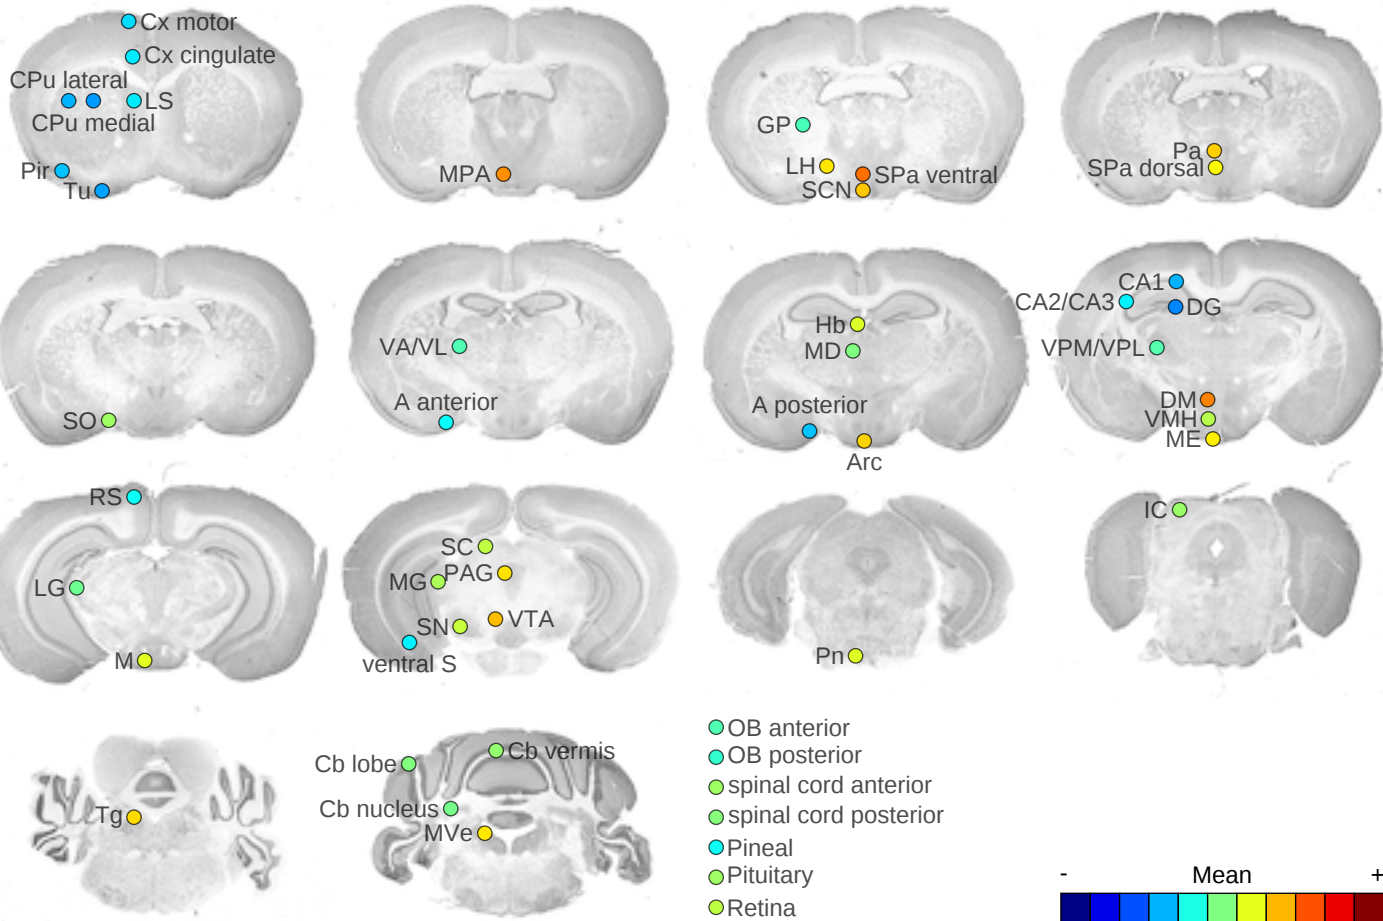 Cx motor
Cx cingulate
CPu lateral
LS
CPu medial
Pir
Tu
MPA
GP
LH
SPa ventral
SCN
Pa
SPa dorsal
SO
VA/VL
A anterior
Hb
MD
A posterior
Arc
CA1
CA2/CA3
DG
VPM/VPL
DM
VMH
ME
RS
LG
M
SC
PAG
MG
SN
VTA
ventral S
Pn
IC
Tg
Cb vermis
Cb lobe
Cb nucleus
MVe
OB anterior
OB posterior
spinal cord anterior
spinal cord posterior
Pineal
Pituitary
Retina
- Mean +